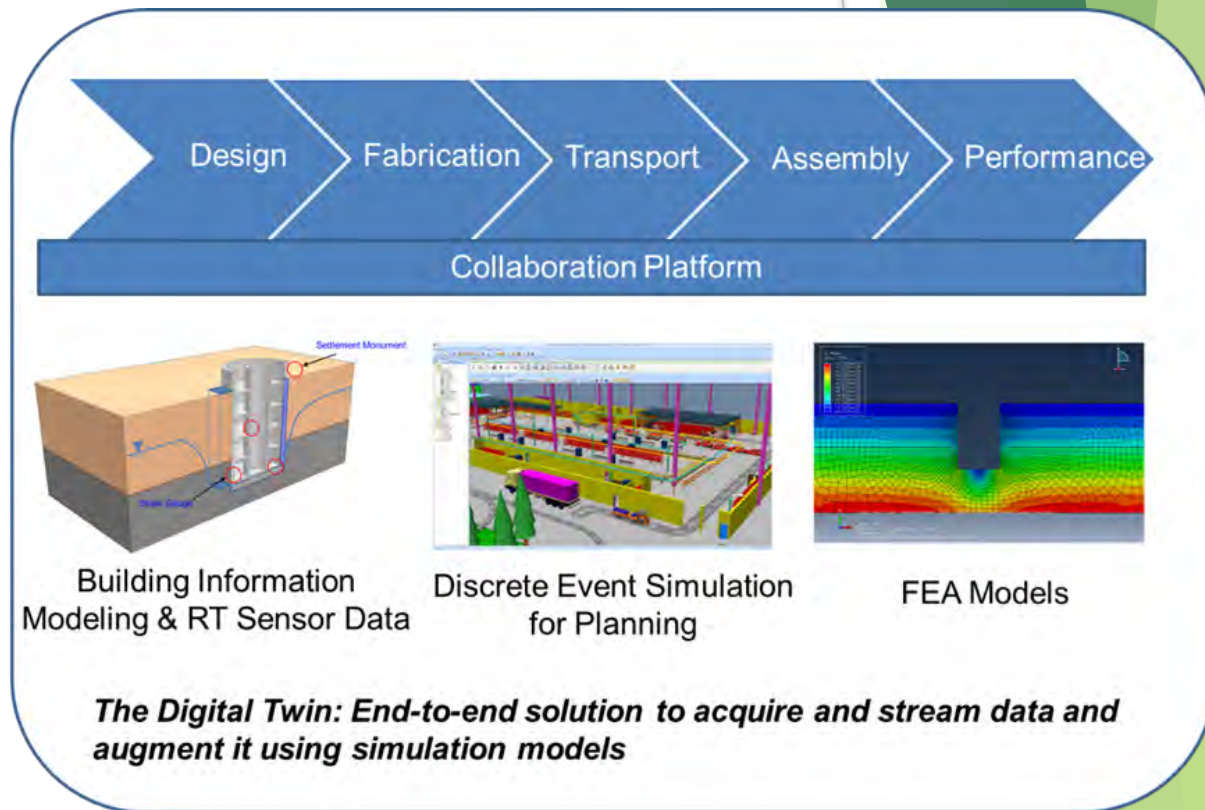 Design
Fabrication
Transport
Assembly
Performance
Collaboration Platform
Settlement Monument
Building Information
Modeling & RT Sensor Data
Discrete Event Simulation
for Planning
FEA Models
The Digital Twin: End-to-end solution to acquire and stream data and
augment it using simulation models